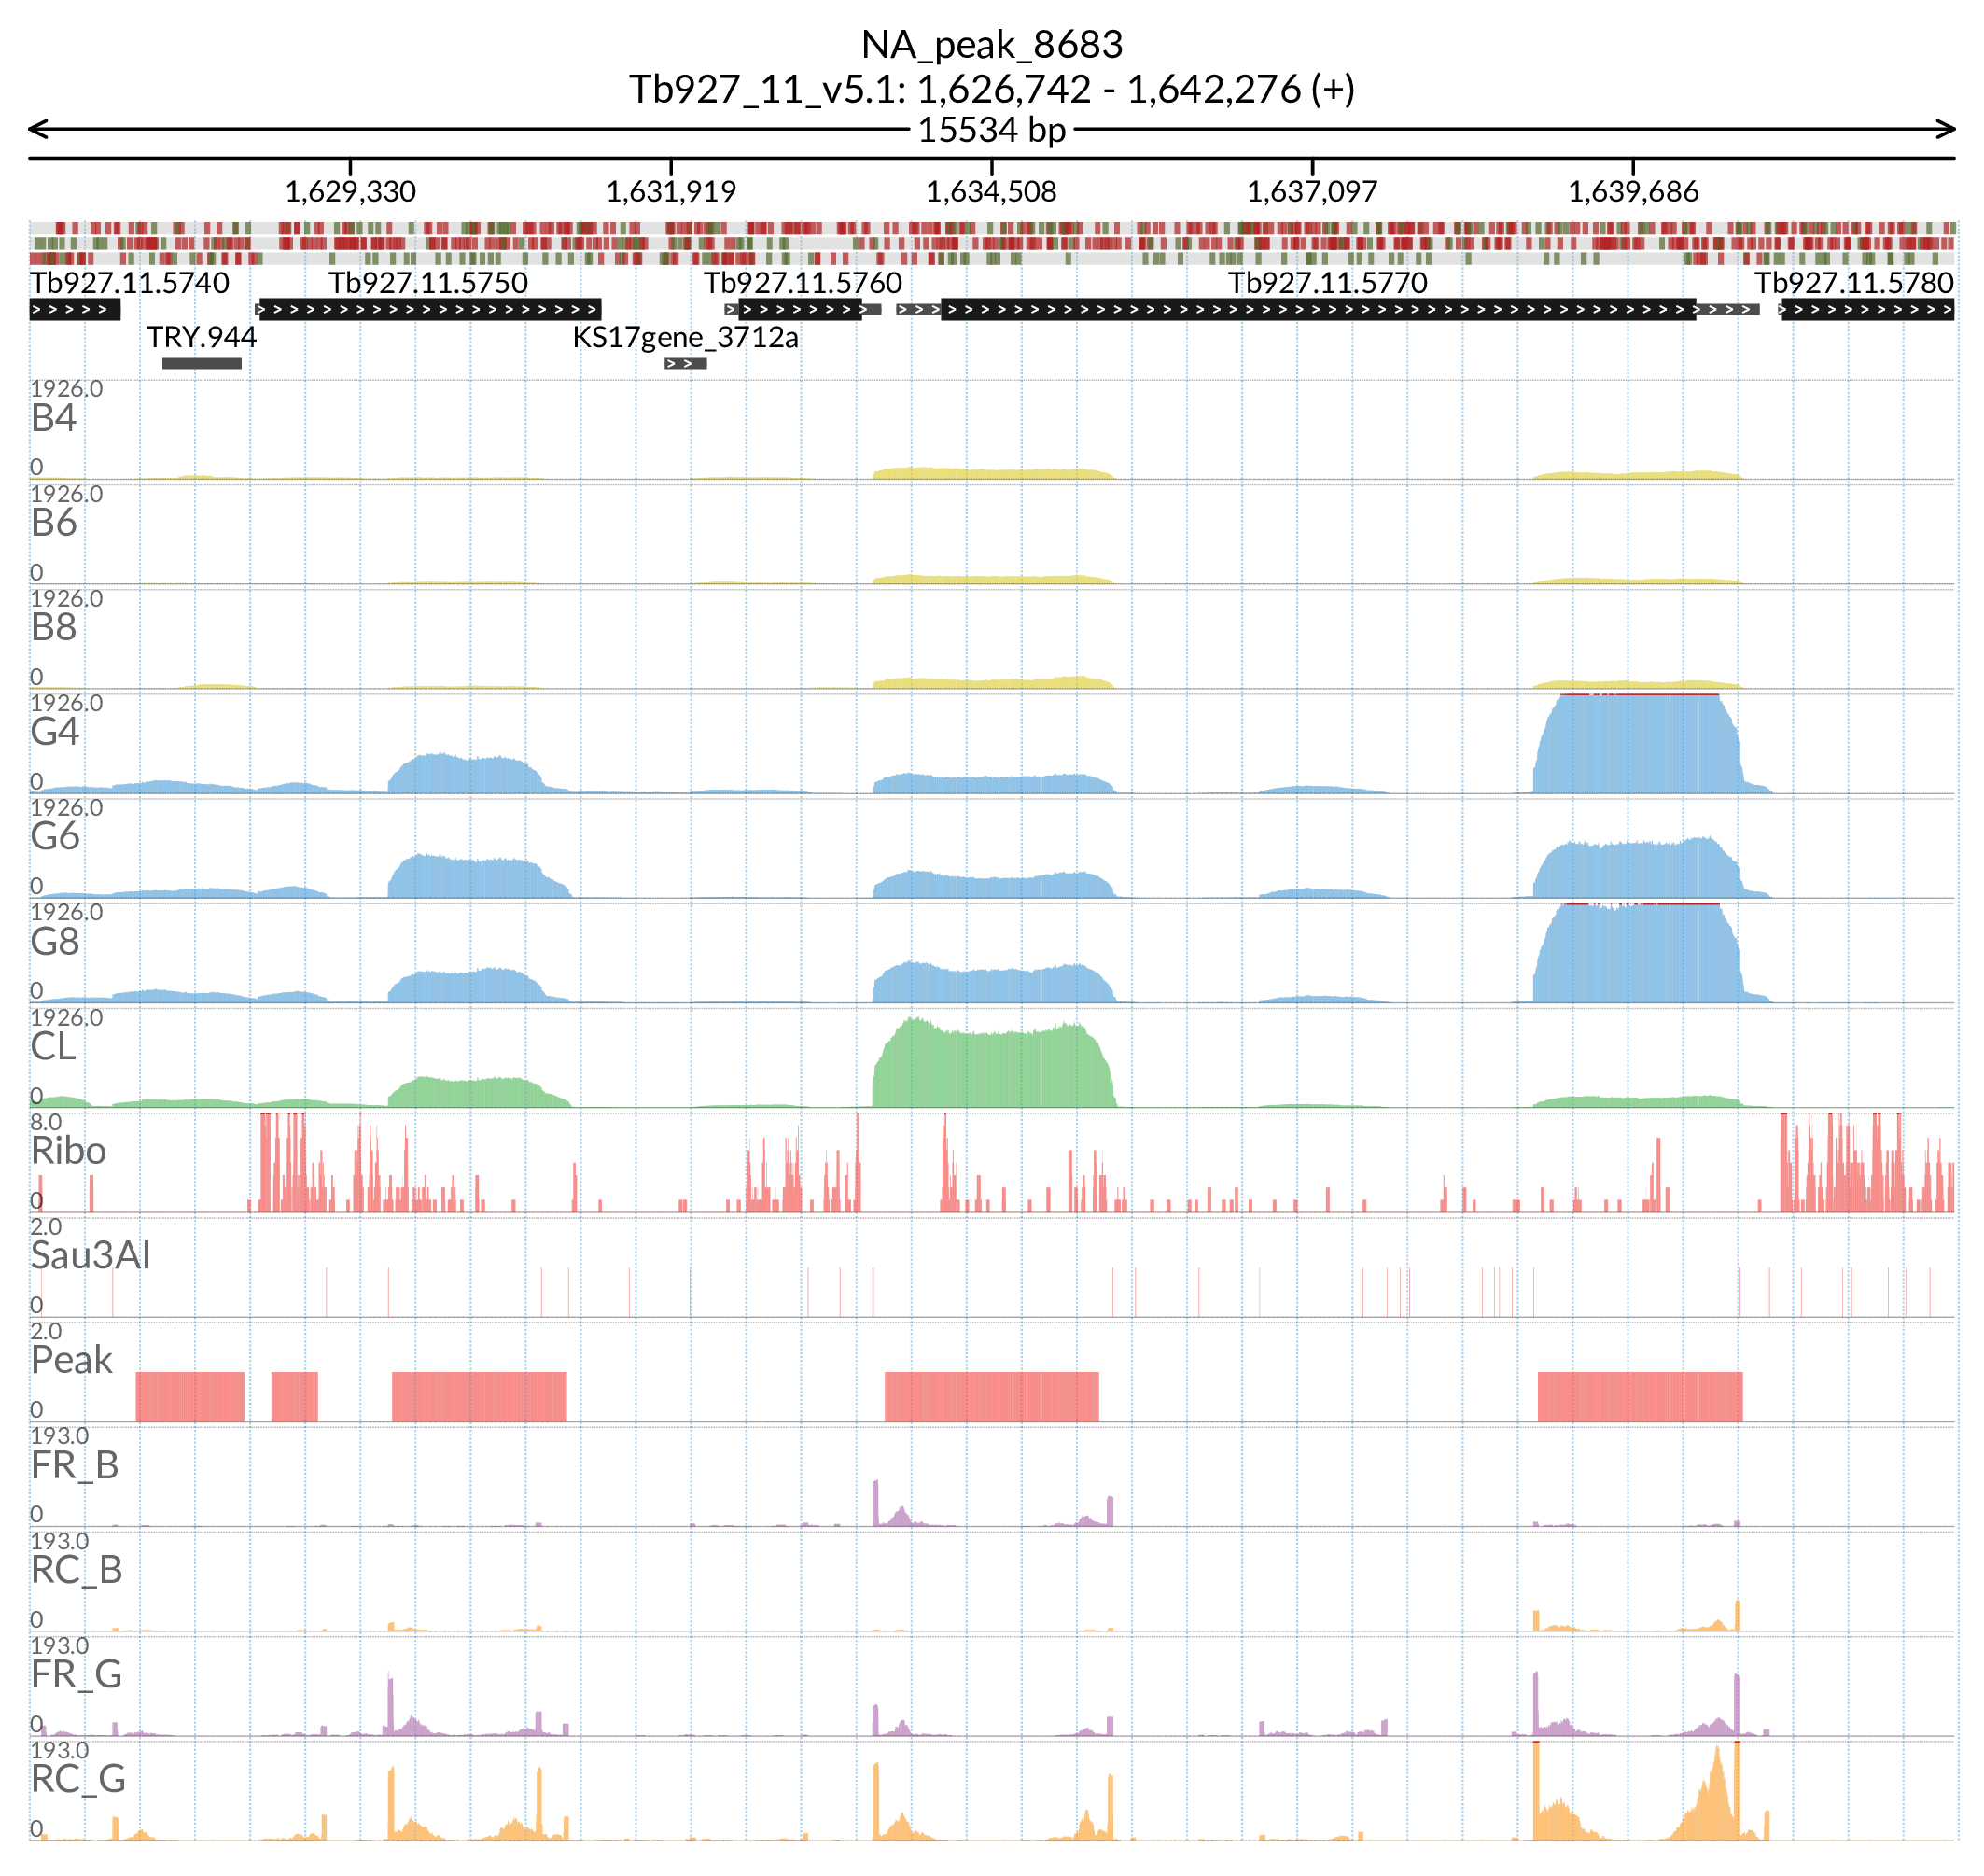 NA_peak_8683
Tb927_11_v5.1: 1,626,742 - 1,642,276 (+)
15534 bp
1,629,330 1,631,919 1,634,508 1,637,097 1,639,686
Tb927.11.5740 Tb927.11.5750 Tb927.11.5760 Tb927.11.5770 Tb927.11.5780
TRY.944 KS17gene_3712a
1926.0
B4
0
1926.0
B6
0
1926.0
B8
0
1926.0
G4
0
1926.0
G6
0
1926.0
G8
0
1926.0
CL
0
8.0
Ribo
0
2.0
Sau3AI
0
2.0
Peak
0
193.0
FR_B
0
193.0
RC_B
0
193.0
FR_G
0
193.0
RC_G
0